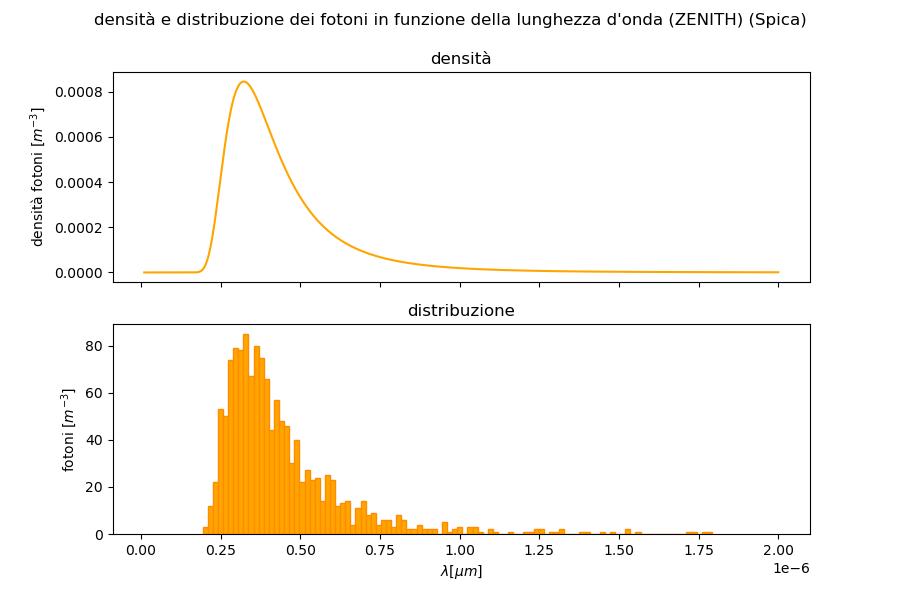 densità e distribuzione dei fotoni in funzione della lunghezza d'onda (ZENITH) (Spica)
densità
0.0008
0.0006
0.0004
0.0002
0.0000
densità fotoni [m⁻³]
distribuzione
80
60
40
20
0
fotoni [m⁻³]
0.00 0.25 0.50 0.75 1.00 1.25 1.50 1.75 2.00
1e−6
λ[μm]